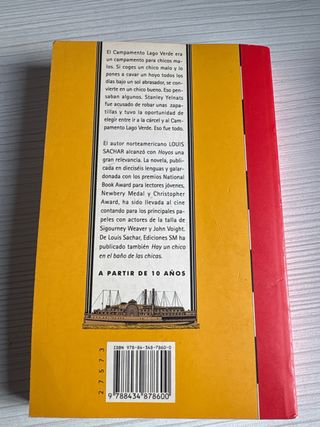 El Campamento Lago Verde era
un campamento para chicos ma-
los. Si coges un chico malo y lo
pones a cavar un hoyo todos los
días bajo un sol abrasador, se con-
vierte en un chico bueno. Eso pen-
saban algunos. Stanley Yelnats
fue acusado de robar unas zapa-
tillas y tuvo la oportunidad de
elegir entre ir a la cárcel y al Cam-
pamento Lago Verde. Eso fue todo.
El autor norteamericano LOUIS
SACHAR alcanzó con Hoyos una
gran relevancia. La novela, publi-
cada en dieciséis lenguas y galar-
donada con los premios National
Book Award para lectores jóvenes,
Newbery Medal y Christopher
Award, ha sido llevada al cine
contando para los principales pape-
les con actores de la talla de
Sigourney Weaver y John Voight.
De Louis Sachar, Ediciones SM ha
publicado también Hay un chico
en el baño de las chicas.
A PARTIR DE 10 AÑOS
ISBN 978-84-348-7860-0
27573
9 788434 878600